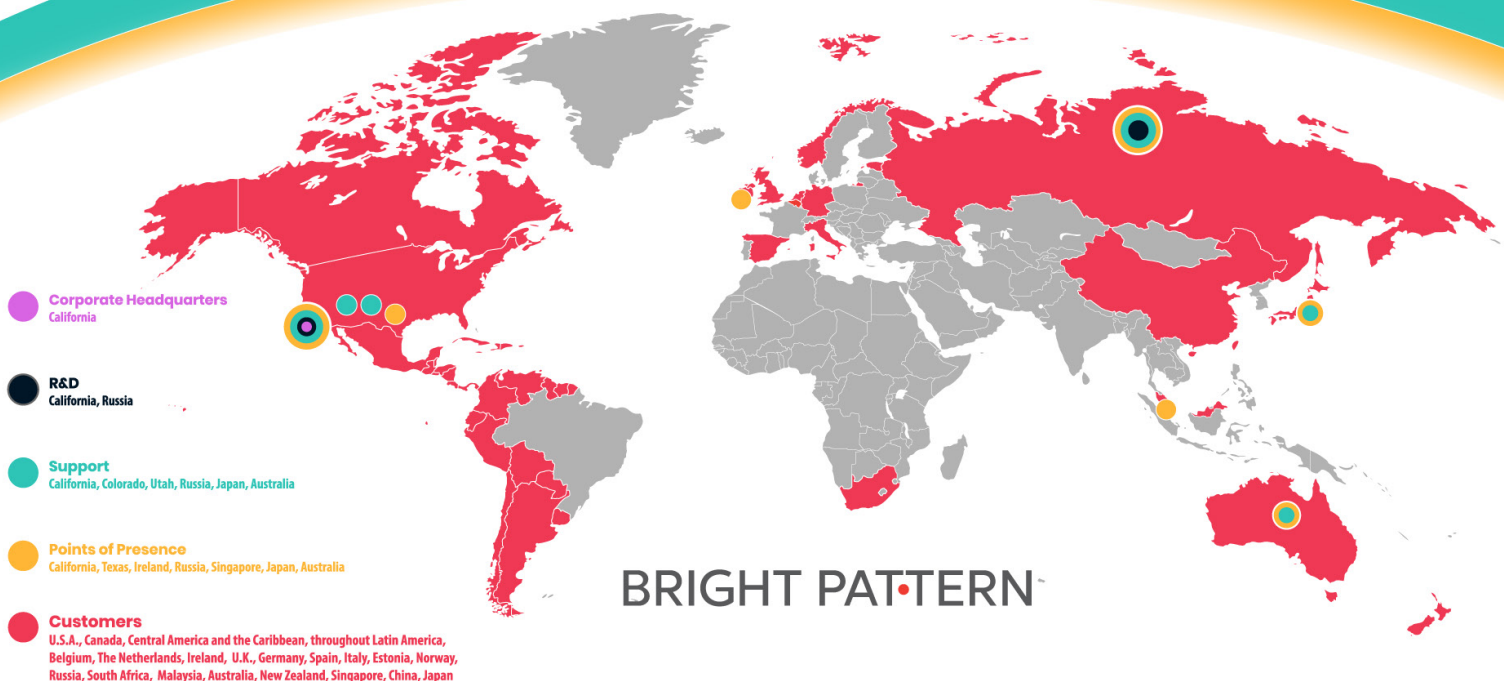 Corporate Headquarters
California
R&D
California, Russia
Support
California, Colorado, Utah, Russia, Japan, Australia
Points of Presence
California, Texas, Ireland, Russia, Singapore, Japan, Australia
Customers
U.S.A., Canada, Central America and the Caribbean, throughout Latin America,
Belgium, The Netherlands, Ireland, U.K., Germany, Spain, Italy, Estonia, Norway,
Russia, South Africa, Malaysia, Australia, New Zealand, Singapore, China, Japan
BRIGHT PATTERN